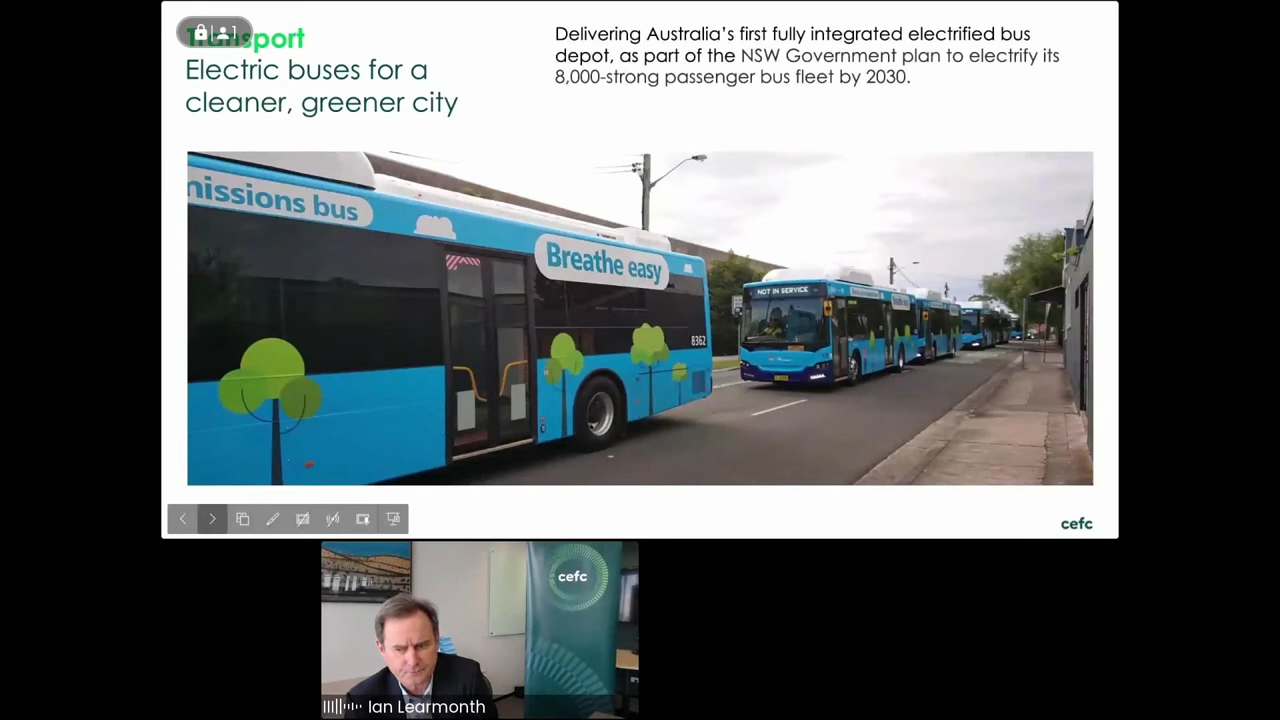 Transport
Electric buses for a
cleaner, greener city
Delivering Australia's first fully integrated electrified bus
depot, as part of the NSW Government plan to electrify its
8,000-strong passenger bus fleet by 2030.
missions bus
Breathe easy
8362
NOT IN SERVICE
cefc
cefc
Ian Learmonth